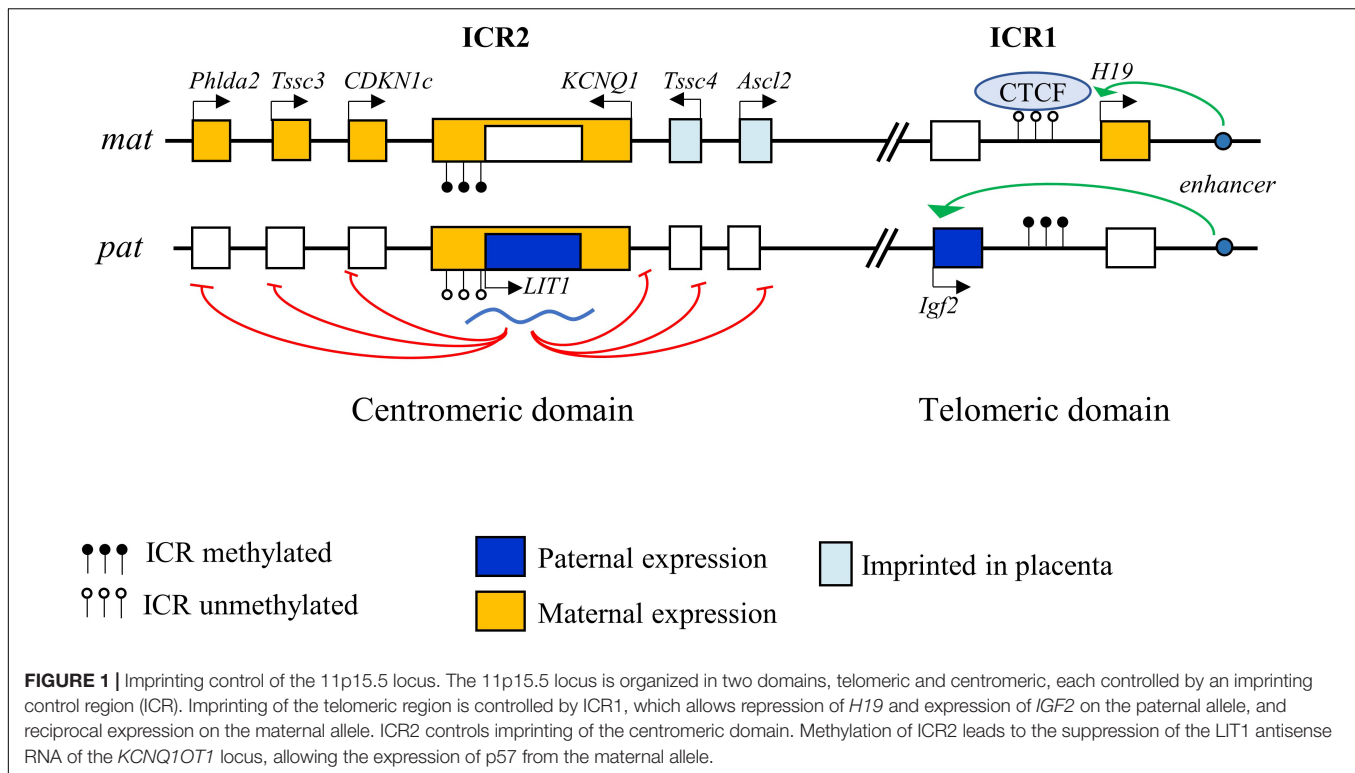 ICR2 ICR1
Phlda2 Tssc3 CDKN1c KCNQ1 Tssc4 Ascl2 CTCF H19
mat
enhancer
pat
LIT1 Igf2
Centromeric domain Telomeric domain
ICR methylated Paternal expression Imprinted in placenta
ICR unmethylated Maternal expression
FIGURE 1 | Imprinting control of the 11p15.5 locus. The 11p15.5 locus is organized in two domains, telomeric and centromeric, each controlled by an imprinting
control region (ICR). Imprinting of the telomeric region is controlled by ICR1, which allows repression of H19 and expression of IGF2 on the paternal allele, and
reciprocal expression on the maternal allele. ICR2 controls imprinting of the centromeric domain. Methylation of ICR2 leads to the suppression of the LIT1 antisense
RNA of the KCNQ1OT1 locus, allowing the expression of p57 from the maternal allele.